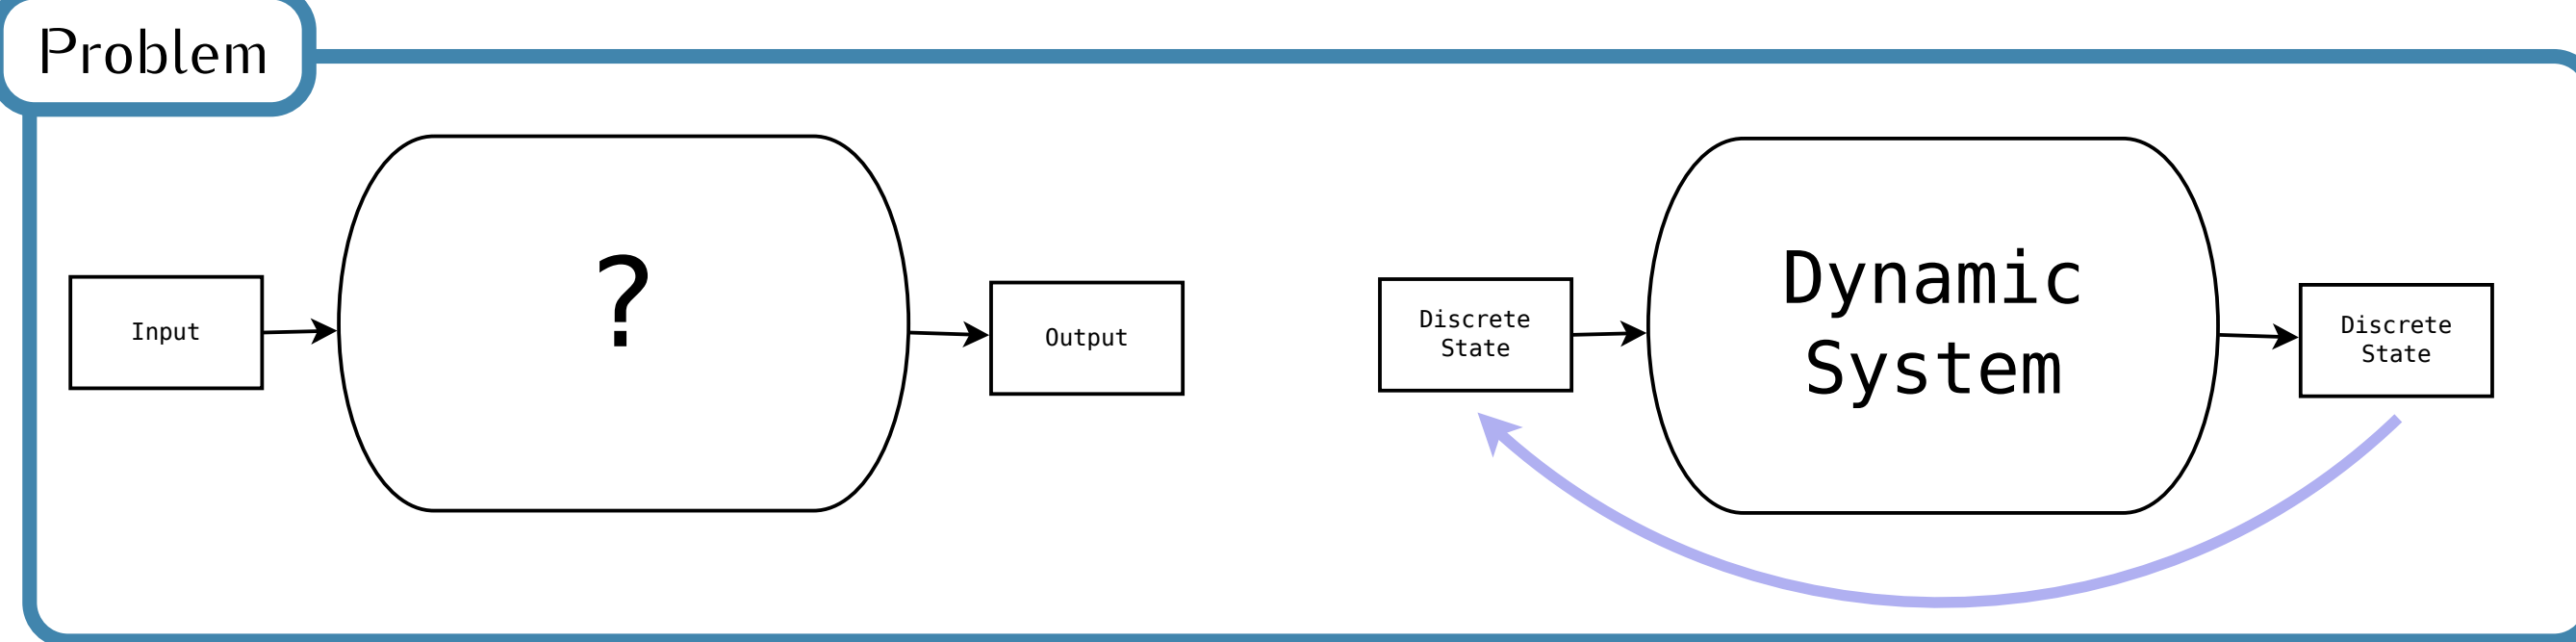 Problem
Input
?
Output
Discrete
State
Dynamic
System
Discrete
State